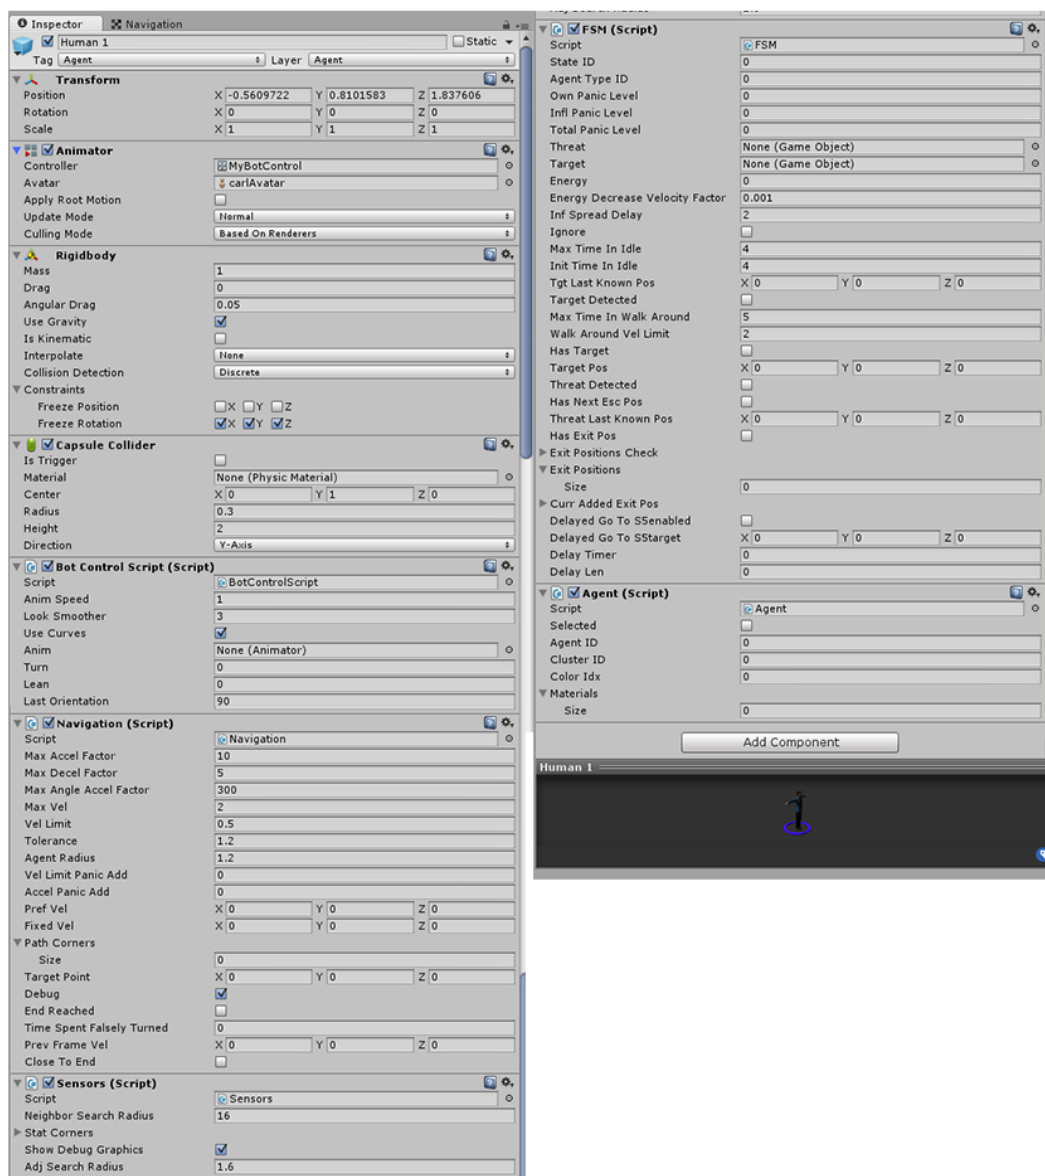 Inspector Navigation
Human 1 Static
Tag Agent Layer Agent
Transform
Position X -0.5609722 Y 0.8101583 Z 1.837606
Rotation X 0 Y 0 Z 0
Scale X 1 Y 1 Z 1
Animator
Controller MyBotControl
Avatar carlAvatar
Apply Root Motion
Update Mode Normal
Culling Mode Based On Renderers
Rigidbody
Mass 1
Drag 0
Angular Drag 0.05
Use Gravity
Is Kinematic
Interpolate None
Collision Detection Discrete
Constraints
Freeze Position X Y Z
Freeze Rotation X Y Z
Capsule Collider
Is Trigger
Material None (Physic Material)
Center X 0 Y 1 Z 0
Radius 0.3
Height 2
Direction Y-Axis
Bot Control Script (Script)
Script BotControlScript
Anim Speed 1
Look Smoother 3
Use Curves
Anim None (Animator)
Turn 0
Lean 0
Last Orientation 90
Navigation (Script)
Script Navigation
Max Accel Factor 10
Max Decel Factor 5
Max Angle Accel Factor 300
Max Vel 2
Vel Limit 0.5
Tolerance 1.2
Agent Radius 1.2
Vel Limit Panic Add 0
Accel Panic Add 0
Pref Vel X 0 Y 0 Z 0
Fixed Vel X 0 Y 0 Z 0
Path Corners
Size 0
Target Point X 0 Y 0 Z 0
Debug
End Reached
Time Spent Falsely Turned 0
Prev Frame Vel X 0 Y 0 Z 0
Close To End
Sensors (Script)
Script Sensors
Neighbor Search Radius 16
Stat Corners
Show Debug Graphics
Adj Search Radius 1.6
FSM (Script)
Script FSM
State ID 0
Agent Type ID 0
Own Panic Level 0
Infl Panic Level 0
Total Panic Level 0
Threat None (Game Object)
Target None (Game Object)
Energy 0
Energy Decrease Velocity Factor 0.001
Inf Spread Delay 2
Ignore
Max Time In Idle 4
Init Time In Idle 4
Tgt Last Known Pos X 0 Y 0 Z 0
Target Detected
Max Time In Walk Around 5
Walk Around Vel Limit 2
Has Target
Target Pos X 0 Y 0 Z 0
Threat Detected
Has Next Esc Pos
Threat Last Known Pos X 0 Y 0 Z 0
Has Exit Pos
Exit Positions Check
Exit Positions
Size 0
Curr Added Exit Pos
Delayed Go To S5enabled
Delayed Go To S5target X 0 Y 0 Z 0
Delay Timer 0
Delay Len 0
Agent (Script)
Script Agent
Selected
Agent ID 0
Cluster ID 0
Color Idx 0
Materials
Size 0
Add Component
Human 1